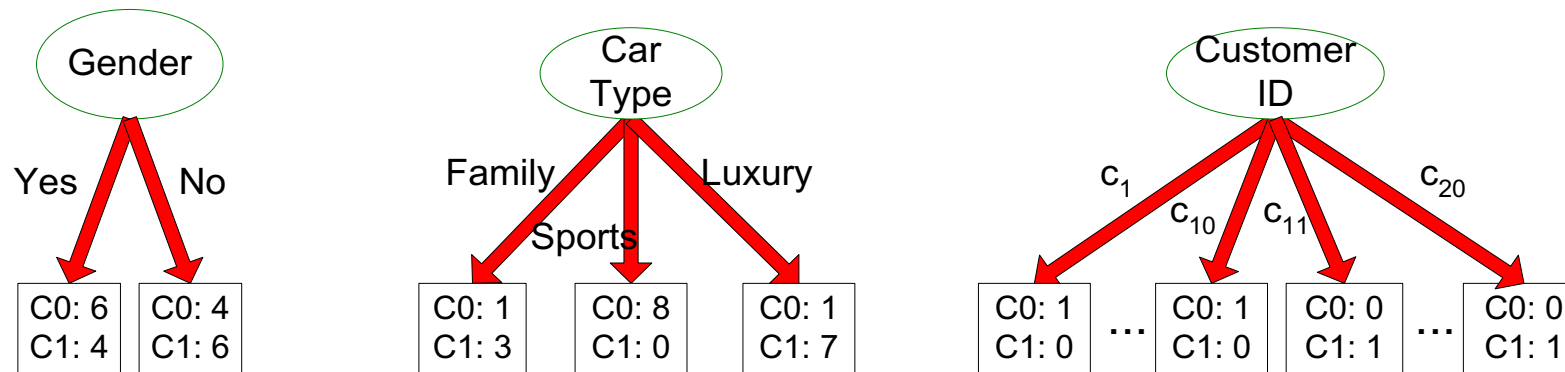 Gender
Yes
No
C0: 6
C1: 4
C0: 4
C1: 6
Car
Type
Family
Sports
Luxury
C0: 1
C1: 3
C0: 8
C1: 0
C0: 1
C1: 7
Customer
ID
c₁
c₁₀
c₁₁
c₂₀
C0: 1
C1: 0
...
C0: 1
C1: 0
C0: 0
C1: 1
...
C0: 0
C1: 1